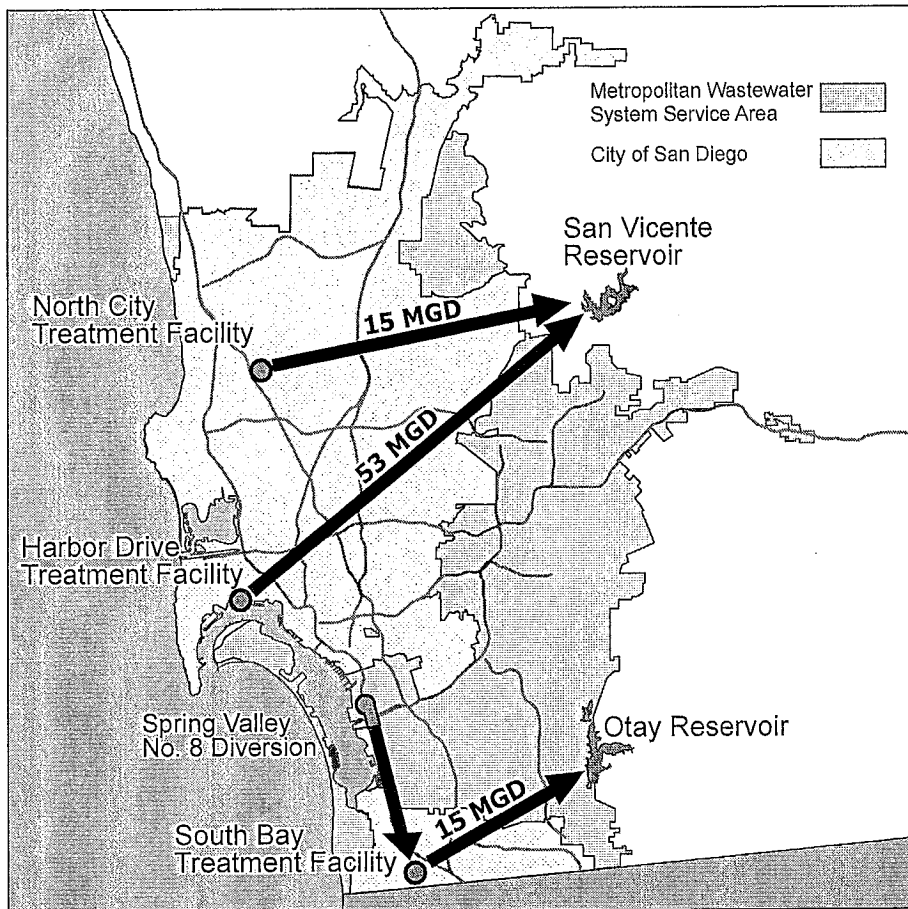 Metropolitan Wastewater
System Service Area
City of San Diego
San Vicente
Reservoir
North City
Treatment Facility
15 MGD
53 MGD
Harbor Drive
Treatment Facility
Spring Valley
No. 8 Diversion
Otay Reservoir
15 MGD
South Bay
Treatment Facility